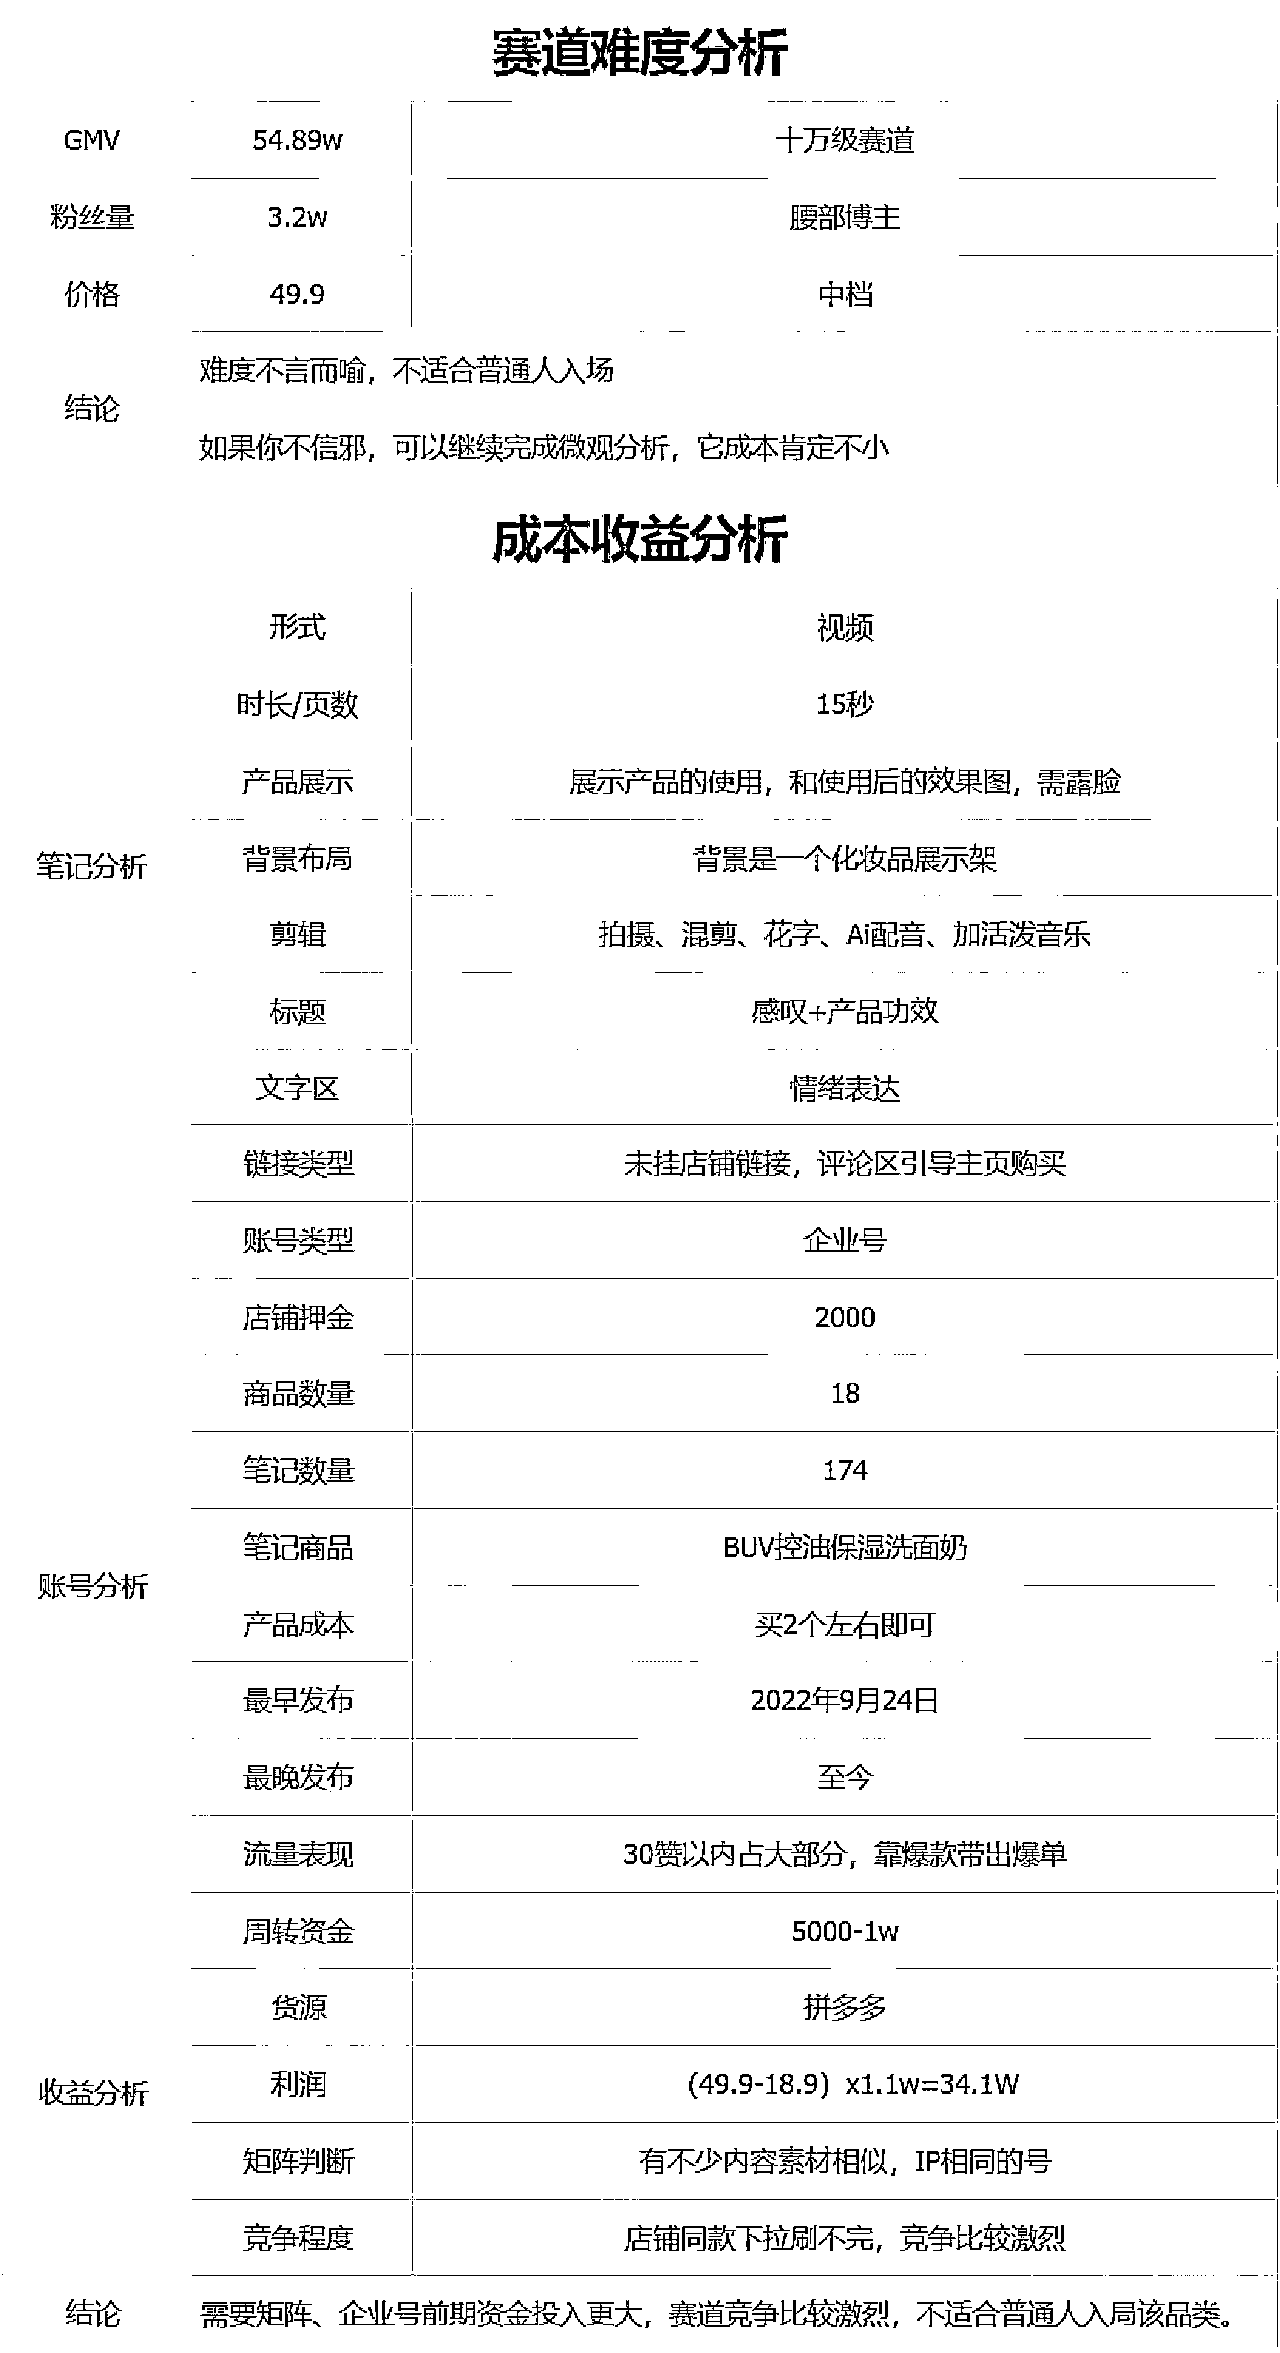 赛道难度分析
GMV 54.89w 十万级赛道
粉丝量 3.2w 腰部博主
价格 49.9 中档
结论
难度不言而喻，不适合普通人入场
如果你不信邪，可以继续完成微观分析，它成本肯定不小
成本收益分析
笔记分析
形式 视频
时长/页数 15秒
产品展示 展示产品的使用，和使用后的效果图，需露脸
背景布局 背景是一个化妆品展示架
剪辑 拍摄、混剪、花字、Ai配音、加活泼音乐
标题 感叹+产品功效
文字区 情绪表达
链接类型 未挂店铺链接，评论区引导主页购买
账号分析
账号类型 企业号
店铺押金 2000
商品数量 18
笔记数量 174
笔记商品 BUV控油保湿洗面奶
产品成本 买2个左右即可
最早发布 2022年9月24日
最晚发布 至今
流量表现 30赞以内占大部分，靠爆款带出爆单
周转资金 5000-1w
收益分析
货源 拼多多
利润 (49.9-18.9) x1.1w=34.1W
矩阵判断 有不少内容素材相似，IP相同的号
竞争程度 店铺同款下拉刷不完，竞争比较激烈
结论 需要矩阵、企业号前期资金投入更大，赛道竞争比较激烈，不适合普通人入局该品类。